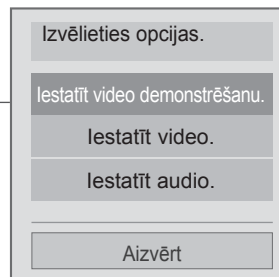 Izvēlieties opcijas.
Iestatīt video demonstrēšanu.
Iestatīt video.
Iestatīt audio.
Aizvērt